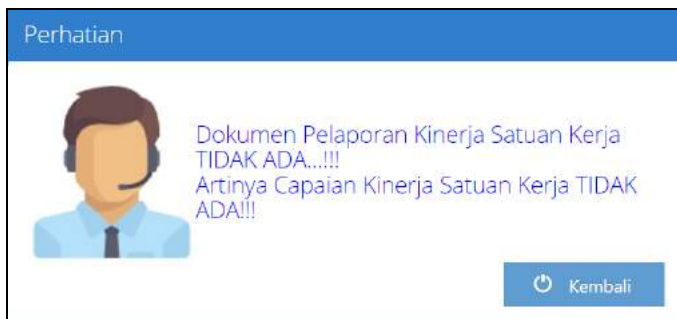 Perhatian
Dokumen Pelaporan Kinerja Satuan Kerja
TIDAK ADA...!!!
Artinya Capaian Kinerja Satuan Kerja TIDAK
ADA!!!
Kembali